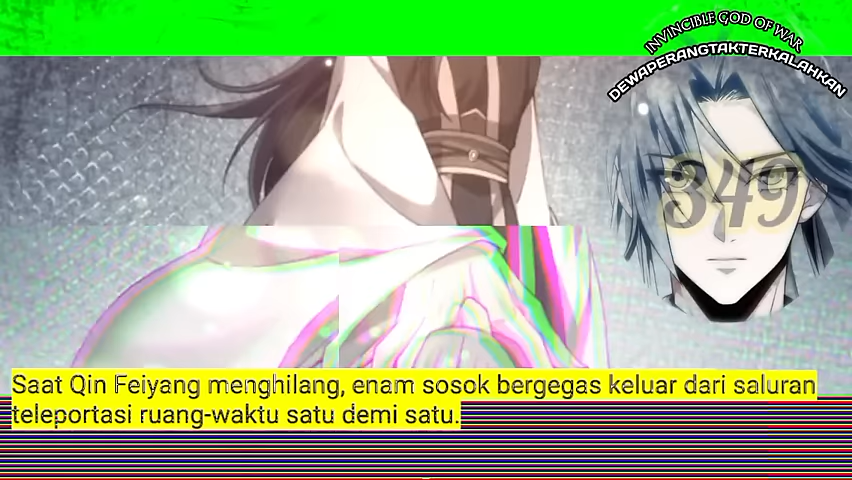 INVINCIBLE GOD OF WAR
DEWAPERANGTAKTERKALAHKAN
349
Saat Qin Feiyang menghilang, enam sosok bergegas keluar dari saluran
teleportasi ruang-waktu satu demi satu.